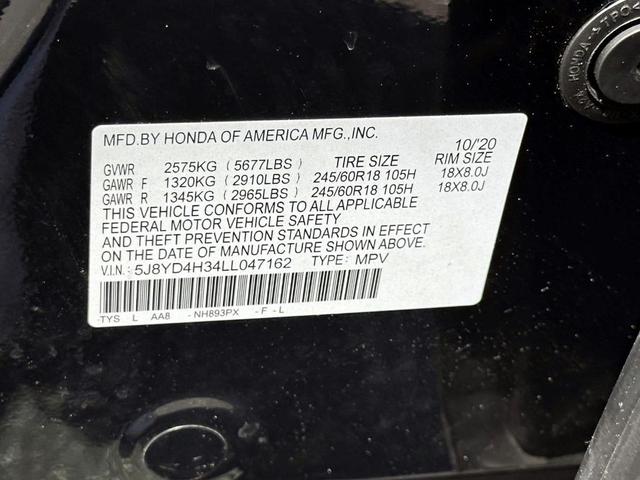 MFD.BY HONDA OF AMERICA MFG.,INC. 10/'20
GVWR 2575KG (5677LBS) TIRE SIZE RIM SIZE
GAWR F 1320KG (2910LBS) 245/60R18 105H 18X8.0J
GAWR R 1345KG (2965LBS) 245/60R18 105H 18X8.0J
THIS VEHICLE CONFORMS TO ALL APPLICABLE
FEDERAL MOTOR VEHICLE SAFETY
AND THEFT PREVENTION STANDARDS IN EFFECT
ON THE DATE OF MANUFACTURE SHOWN ABOVE.
V.I.N.: 5J8YD4H34LL047162 TYPE: MPV
-TYS L AA8 - NH893PX - F - L
HONDA >TPO<